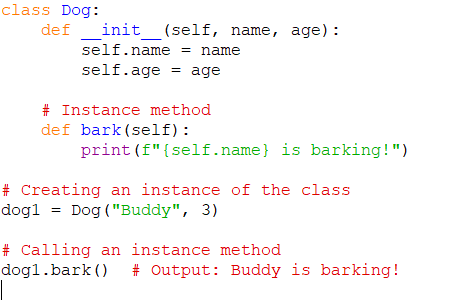 class Dog:
    def __init__(self, name, age):
        self.name = name
        self.age = age

    # Instance method
    def bark(self):
        print(f"{self.name} is barking!")

# Creating an instance of the class
dog1 = Dog("Buddy", 3)

# Calling an instance method
dog1.bark()  # Output: Buddy is barking!